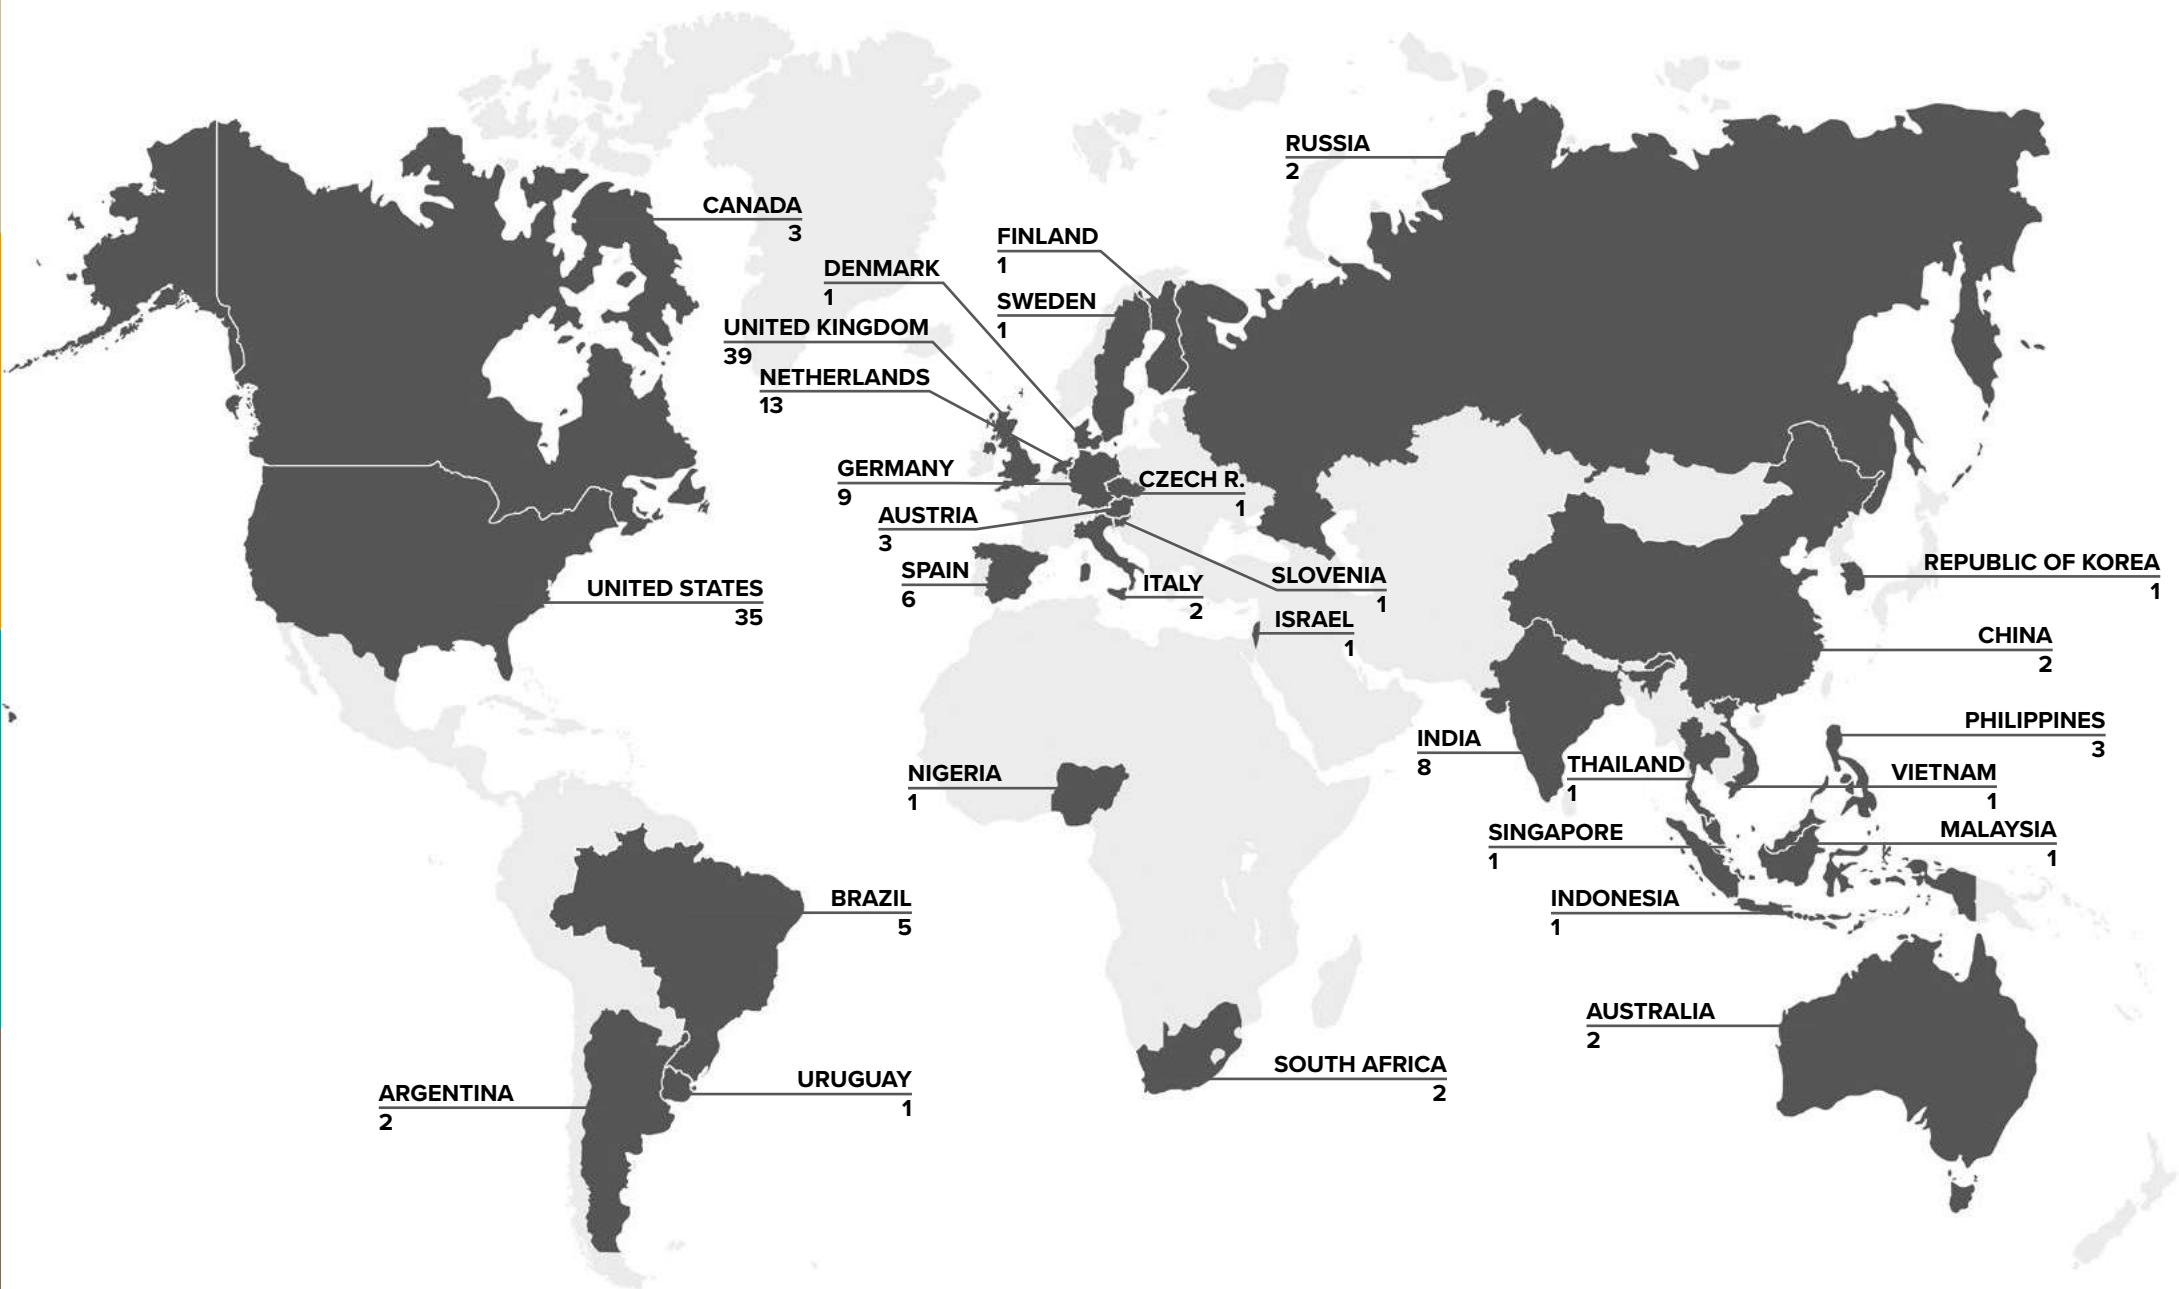 RUSSIA
2
CANADA
3
FINLAND
1
DENMARK
1
SWEDEN
1
UNITED KINGDOM
39
NETHERLANDS
13
GERMANY
9
CZECH R.
1
AUSTRIA
3
SPAIN
6
ITALY
2
SLOVENIA
1
ISRAEL
1
UNITED STATES
35
REPUBLIC OF KOREA
1
CHINA
2
PHILIPPINES
3
INDIA
8
THAILAND
1
VIETNAM
1
NIGERIA
1
SINGAPORE
1
MALAYSIA
1
BRAZIL
5
INDONESIA
1
AUSTRALIA
2
SOUTH AFRICA
2
URUGUAY
1
ARGENTINA
2